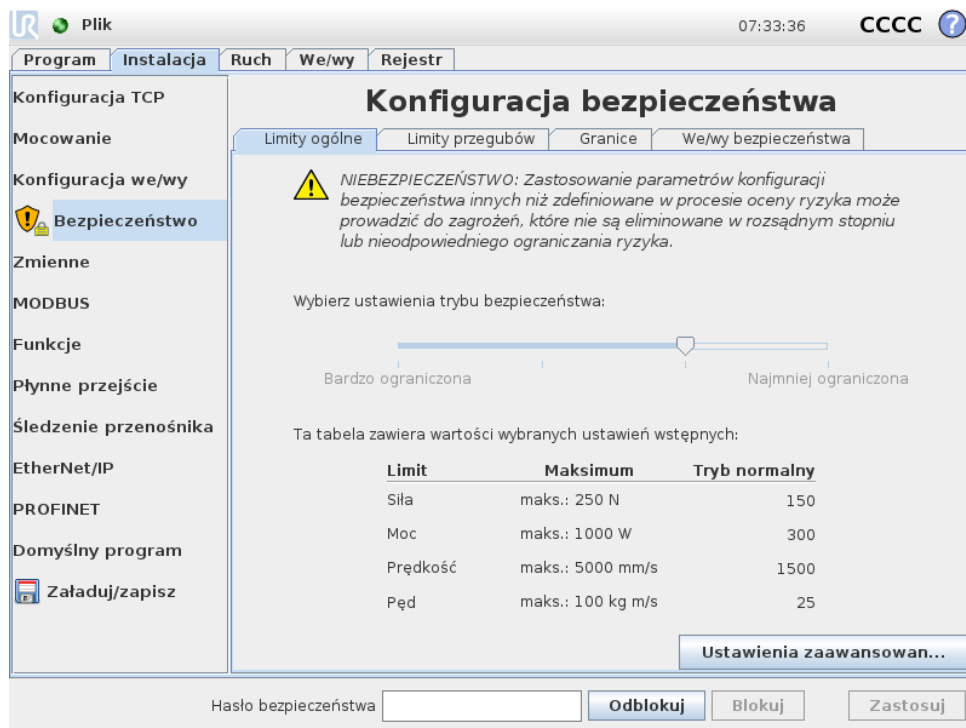 UR Plik 07:33:36 CCCC ?
Program Instalacja Ruch We/wy Rejestr
Konfiguracja TCP
Mocowanie
Konfiguracja we/wy
Bezpieczeństwo
Zmienne
MODBUS
Funkcje
Płynne przejście
Śledzenie przenośnika
EtherNet/IP
PROFINET
Domyślny program
Załaduj/zapisz
Konfiguracja bezpieczeństwa
Limity ogólne Limity przegubów Granice We/wy bezpieczeństwa
NIEBEZPIECZEŃSTWO: Zastosowanie parametrów konfiguracji
bezpieczeństwa innych niż zdefiniowane w procesie oceny ryzyka może
prowadzić do zagrożeń, które nie są eliminowane w rozsądnym stopniu
lub nieodpowiedniego ograniczania ryzyka.
Wybierz ustawienia trybu bezpieczeństwa:
Bardzo ograniczona Najmniej ograniczona
Ta tabela zawiera wartości wybranych ustawień wstępnych:
Limit Maksimum Tryb normalny
Siła maks.: 250 N 150
Moc maks.: 1000 W 300
Prędkość maks.: 5000 mm/s 1500
Pęd maks.: 100 kg m/s 25
Ustawienia zaawansowan...
Hasło bezpieczeństwa Odblokuj Blokuj Zastosuj